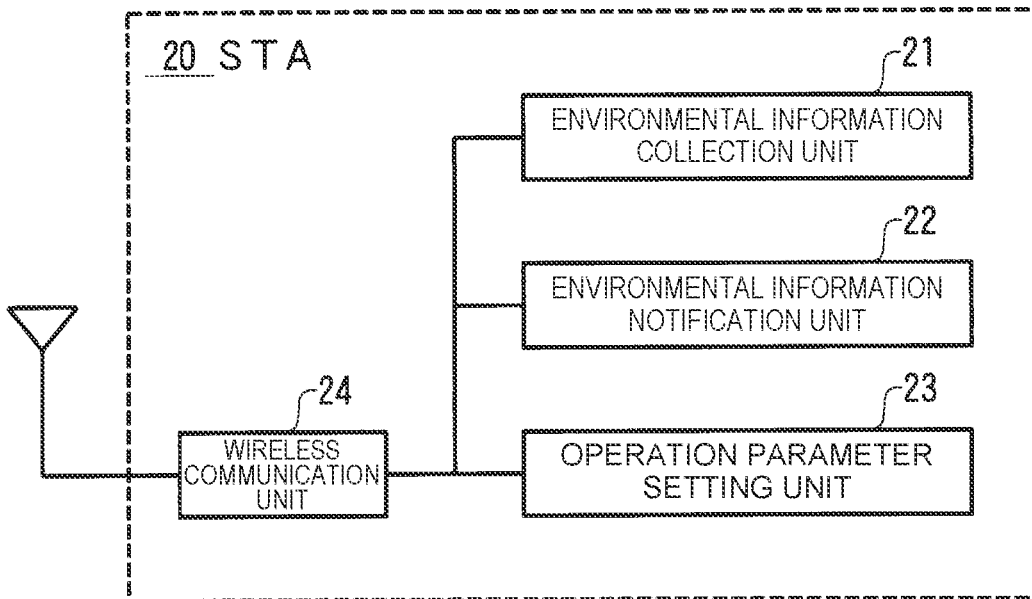 20 STA
21
ENVIRONMENTAL INFORMATION
COLLECTION UNIT
22
ENVIRONMENTAL INFORMATION
NOTIFICATION UNIT
24
WIRELESS
COMMUNICATION
UNIT
23
OPERATION PARAMETER
SETTING UNIT